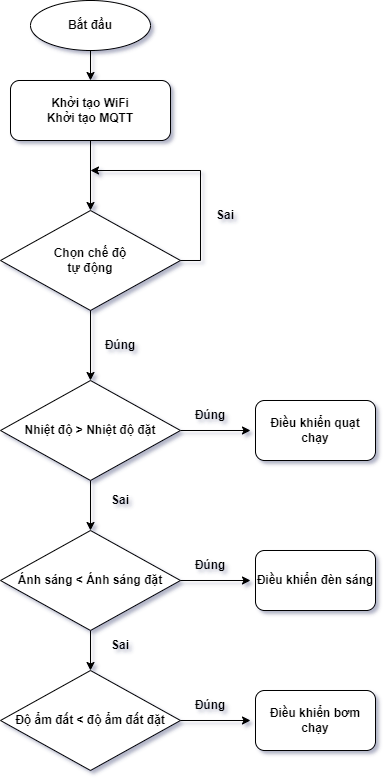 Bắt đầu
Khởi tạo WiFi
Khởi tạo MQTT
Sai
Chọn chế độ
tự động
Đúng
Nhiệt độ > Nhiệt độ đặt
Đúng
Điều khiển quạt
chạy
Sai
Ánh sáng < Ánh sáng đặt
Đúng
Điều khiển đèn sáng
Sai
Độ ẩm đất < độ ẩm đất đặt
Đúng
Điều khiển bơm
chạy